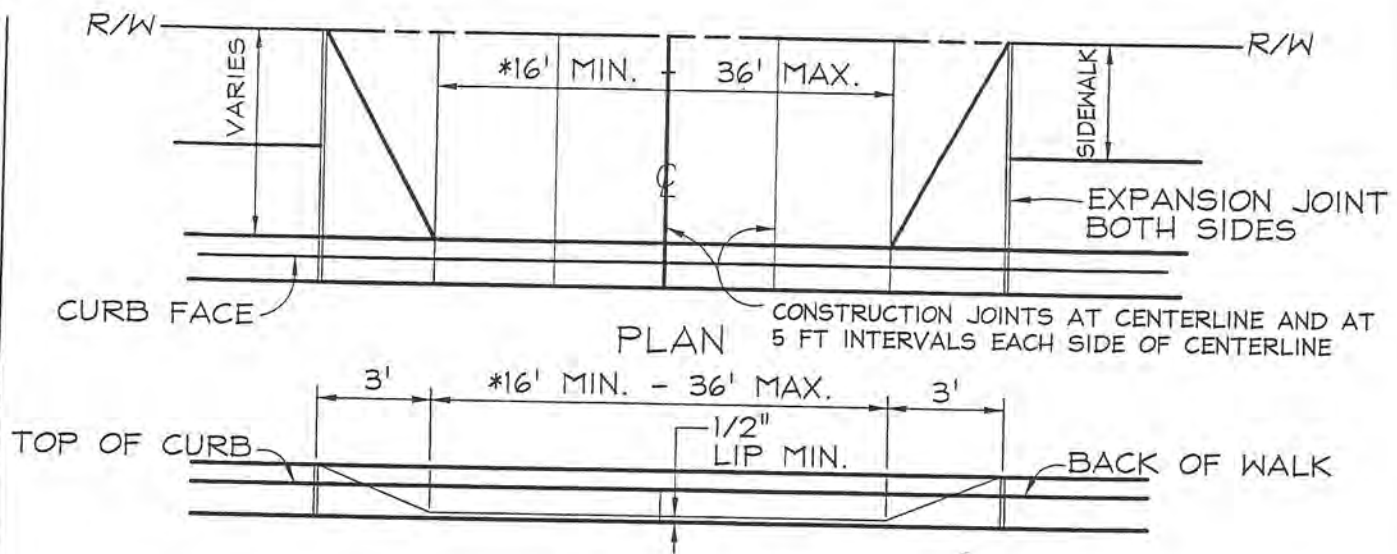 R/W
R/W
VARIES
*16' MIN. - 36' MAX.
SIDEWALK
℄
EXPANSION JOINT
BOTH SIDES
CURB FACE
CONSTRUCTION JOINTS AT CENTERLINE AND AT
5 FT INTERVALS EACH SIDE OF CENTERLINE
PLAN
3'
*16' MIN. - 36' MAX.
3'
1/2"
LIP MIN.
TOP OF CURB
BACK OF WALK